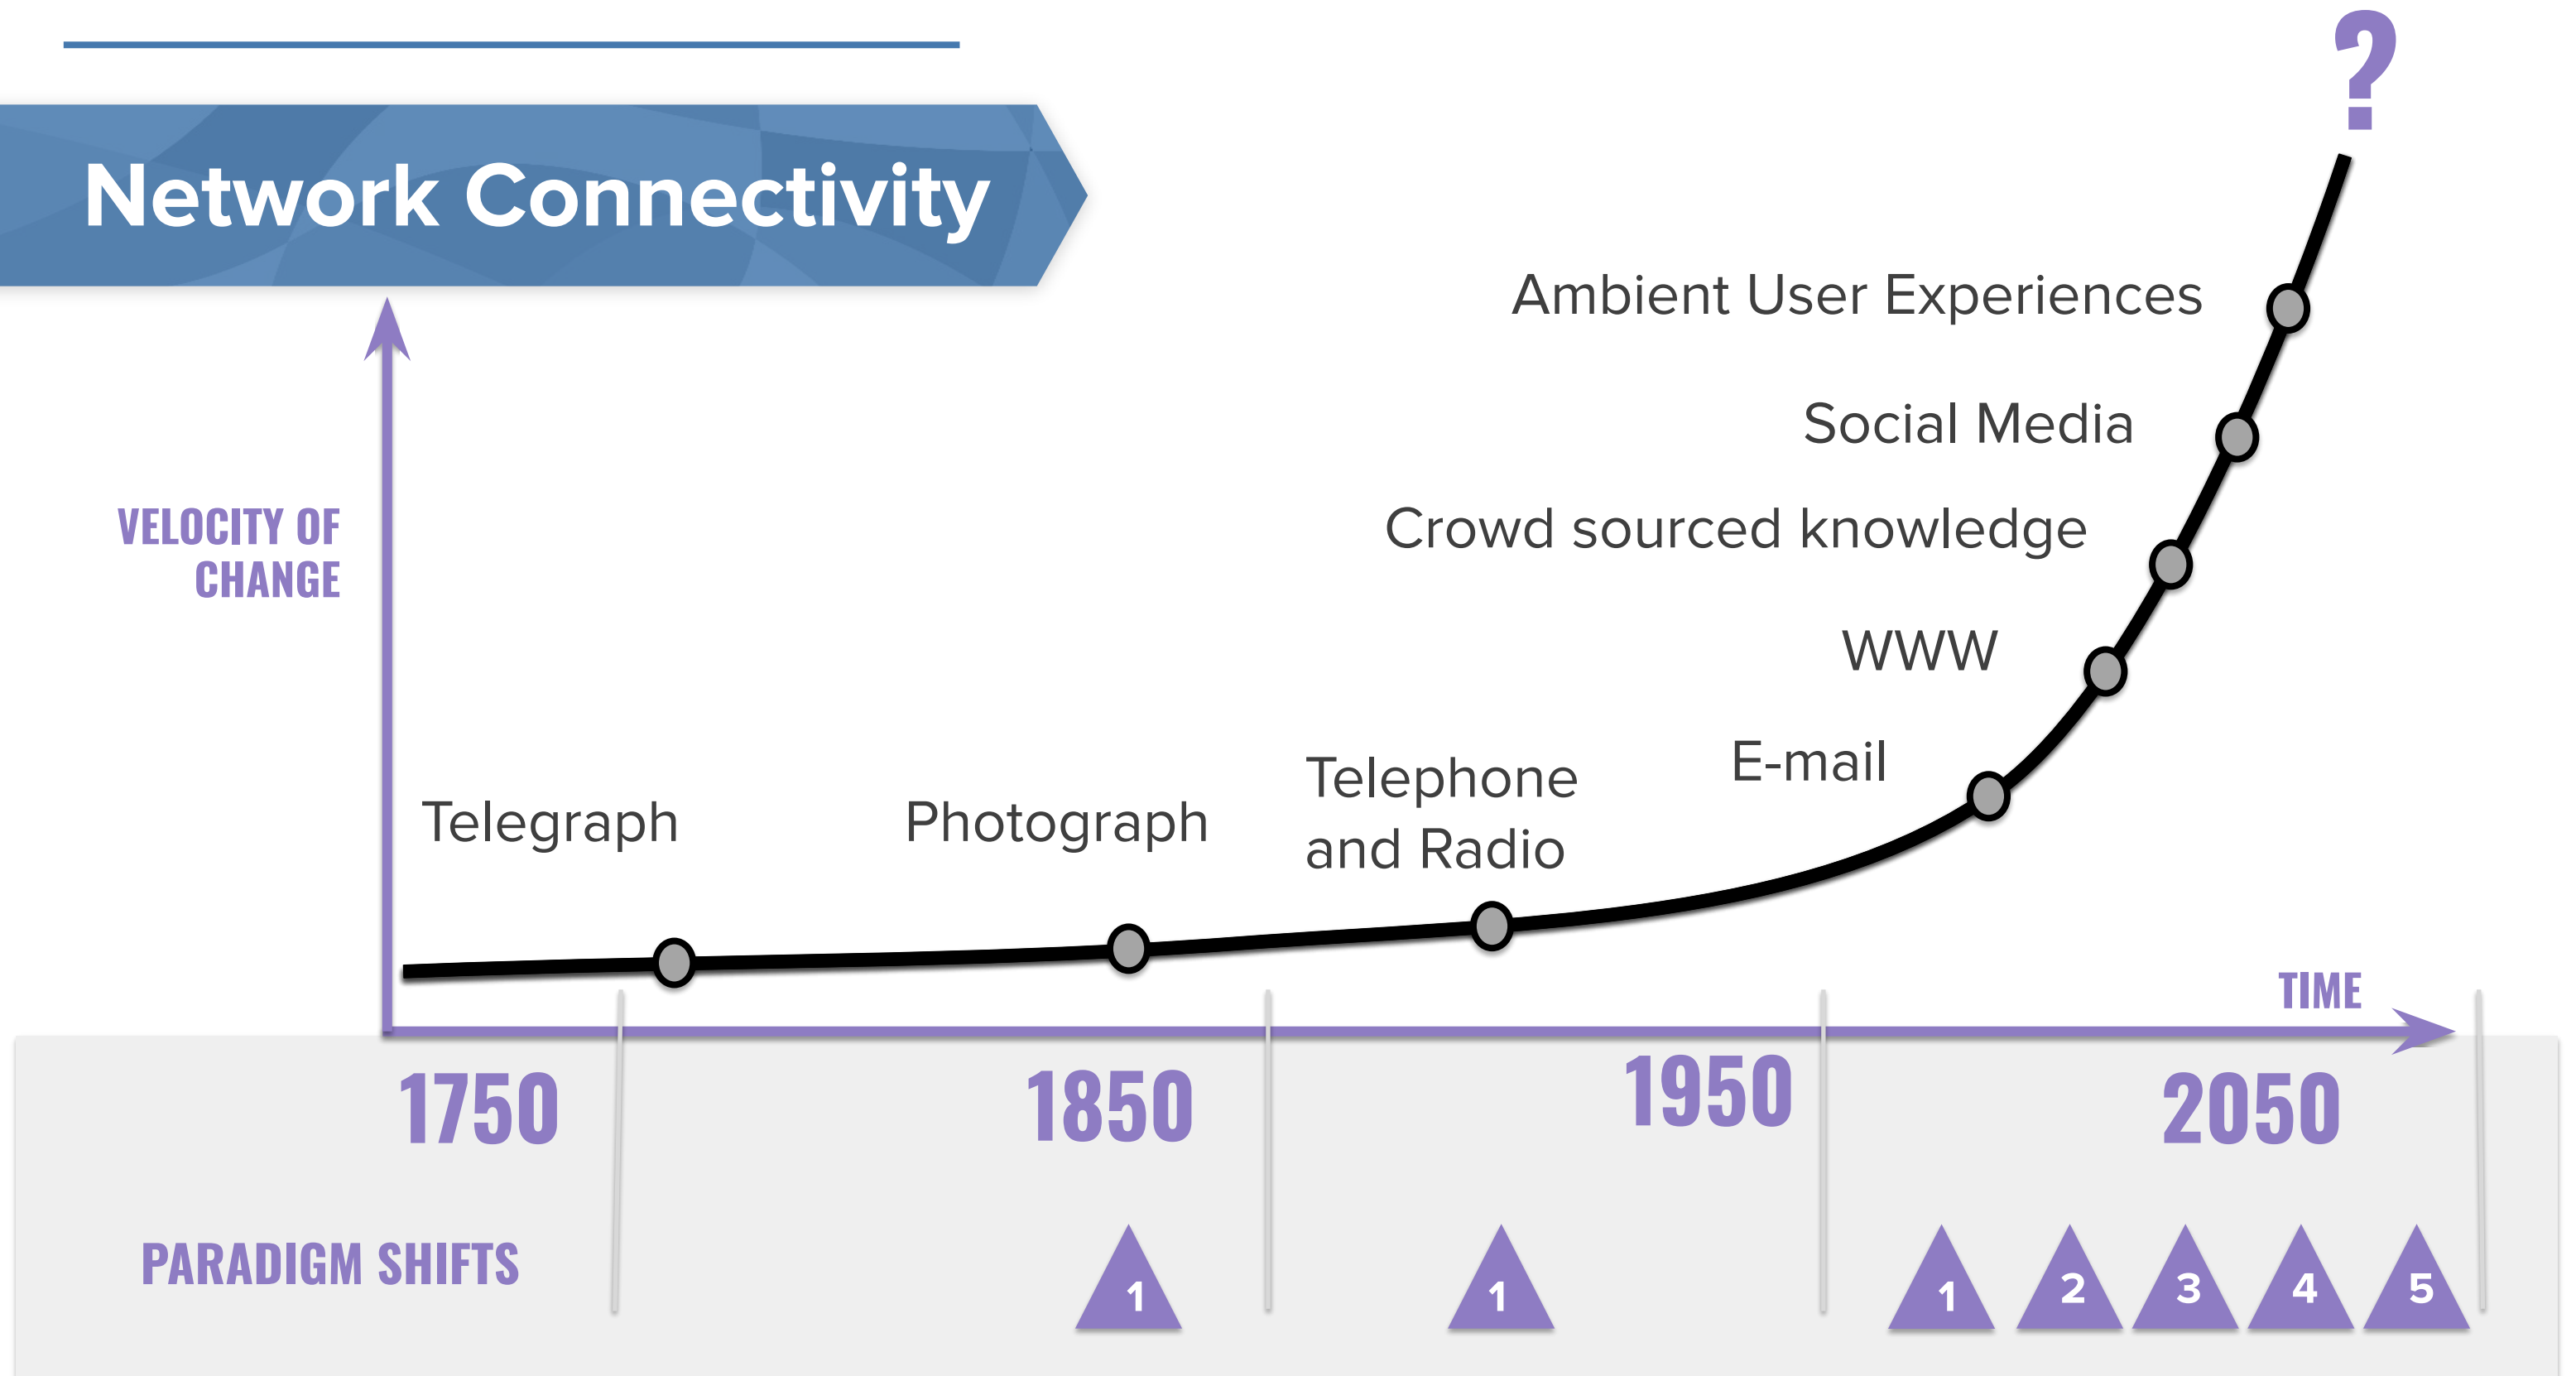 ?
Network Connectivity
Ambient User Experiences
Social Media
VELOCITY OF
CHANGE
Crowd sourced knowledge
WWW
E-mail
Telegraph
Photograph
Telephone
and Radio
TIME
1750
1850
1950
2050
PARADIGM SHIFTS
1
1
1
2
3
4
5